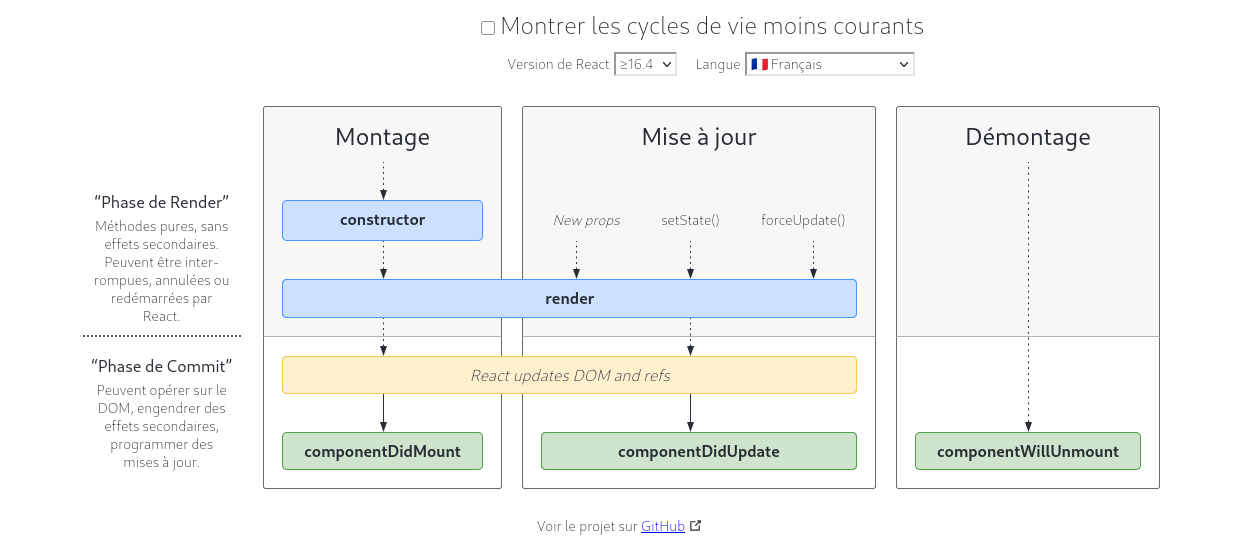 Montrer les cycles de vie moins courants
Version de React ≥16.4 Langue Français
Montage
Mise à jour
Démontage
“Phase de Render”
Méthodes pures, sans
effets secondaires.
Peuvent être inter-
rompues, annulées ou
redémarrées par
React.
constructor
New props
setState()
forceUpdate()
render
“Phase de Commit”
Peuvent opérer sur le
DOM, engendrer des
effets secondaires,
programmer des
mises à jour.
React updates DOM and refs
componentDidMount
componentDidUpdate
componentWillUnmount
Voir le projet sur GitHub